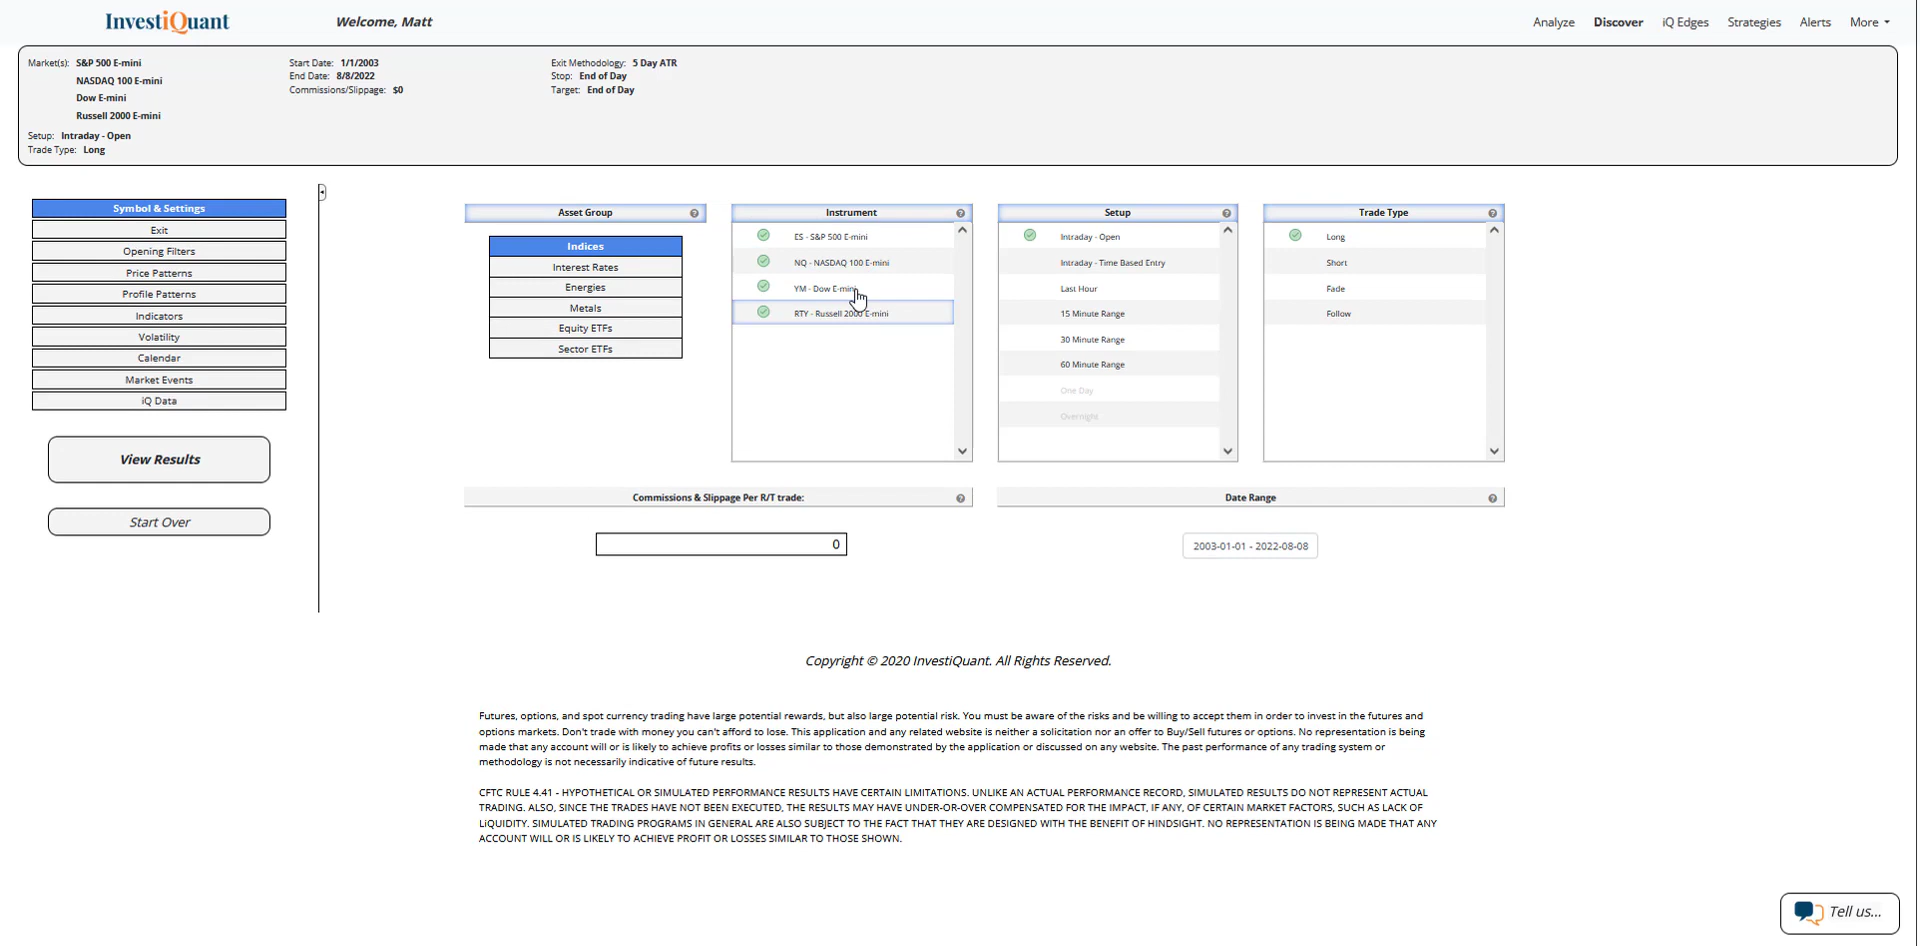 InvestiQuant
Welcome, Matt
Analyze
Discover
iQ Edges
Strategies
Alerts
More
Market(s): S&P 500 E-mini
NASDAQ 100 E-mini
Dow E-mini
Russell 2000 E-mini
Setup: Intraday - Open
Trade Type: Long
Start Date: 1/1/2003
End Date: 8/8/2022
Commissions/Slippage: $0
Exit Methodology: 5 Day ATR
Stop: End of Day
Target: End of Day
Symbol & Settings
Exit
Opening Filters
Price Patterns
Profile Patterns
Indicators
Volatility
Calendar
Market Events
iQ Data
View Results
Start Over
Asset Group
Indices
Interest Rates
Energies
Metals
Equity ETFs
Sector ETFs
Instrument
ES - S&P 500 E-mini
NQ - NASDAQ 100 E-mini
YM - Dow E-mini
RTY - Russell 2000 E-mini
Setup
Intraday - Open
Intraday - Time Based Entry
Last Hour
15 Minute Range
30 Minute Range
60 Minute Range
One Day
Overnight
Trade Type
Long
Short
Fade
Follow
Commissions & Slippage Per R/T trade:
0
Date Range
2003-01-01 - 2022-08-08
Copyright © 2020 InvestiQuant. All Rights Reserved.
Futures, options, and spot currency trading have large potential rewards, but also large potential risk. You must be aware of the risks and be willing to accept them in order to invest in the futures and
options markets. Don't trade with money you can't afford to lose. This application and any related website is neither a solicitation nor an offer to Buy/Sell futures or options. No representation is being
made that any account will or is likely to achieve profits or losses similar to those demonstrated by the application or discussed on any website. The past performance of any trading system or
methodology is not necessarily indicative of future results.
CFTC RULE 4.41 - HYPOTHETICAL OR SIMULATED PERFORMANCE RESULTS HAVE CERTAIN LIMITATIONS. UNLIKE AN ACTUAL PERFORMANCE RECORD, SIMULATED RESULTS DO NOT REPRESENT ACTUAL
TRADING. ALSO, SINCE THE TRADES HAVE NOT BEEN EXECUTED, THE RESULTS MAY HAVE UNDER-OR-OVER COMPENSATED FOR THE IMPACT, IF ANY, OF CERTAIN MARKET FACTORS, SUCH AS LACK OF
LiQUIDITY. SIMULATED TRADING PROGRAMS IN GENERAL ARE ALSO SUBJECT TO THE FACT THAT THEY ARE DESIGNED WITH THE BENEFIT OF HINDSIGHT. NO REPRESENTATION IS BEING MADE THAT ANY
ACCOUNT WILL OR IS LIKELY TO ACHIEVE PROFIT OR LOSSES SIMILAR TO THOSE SHOWN.
Tell us...